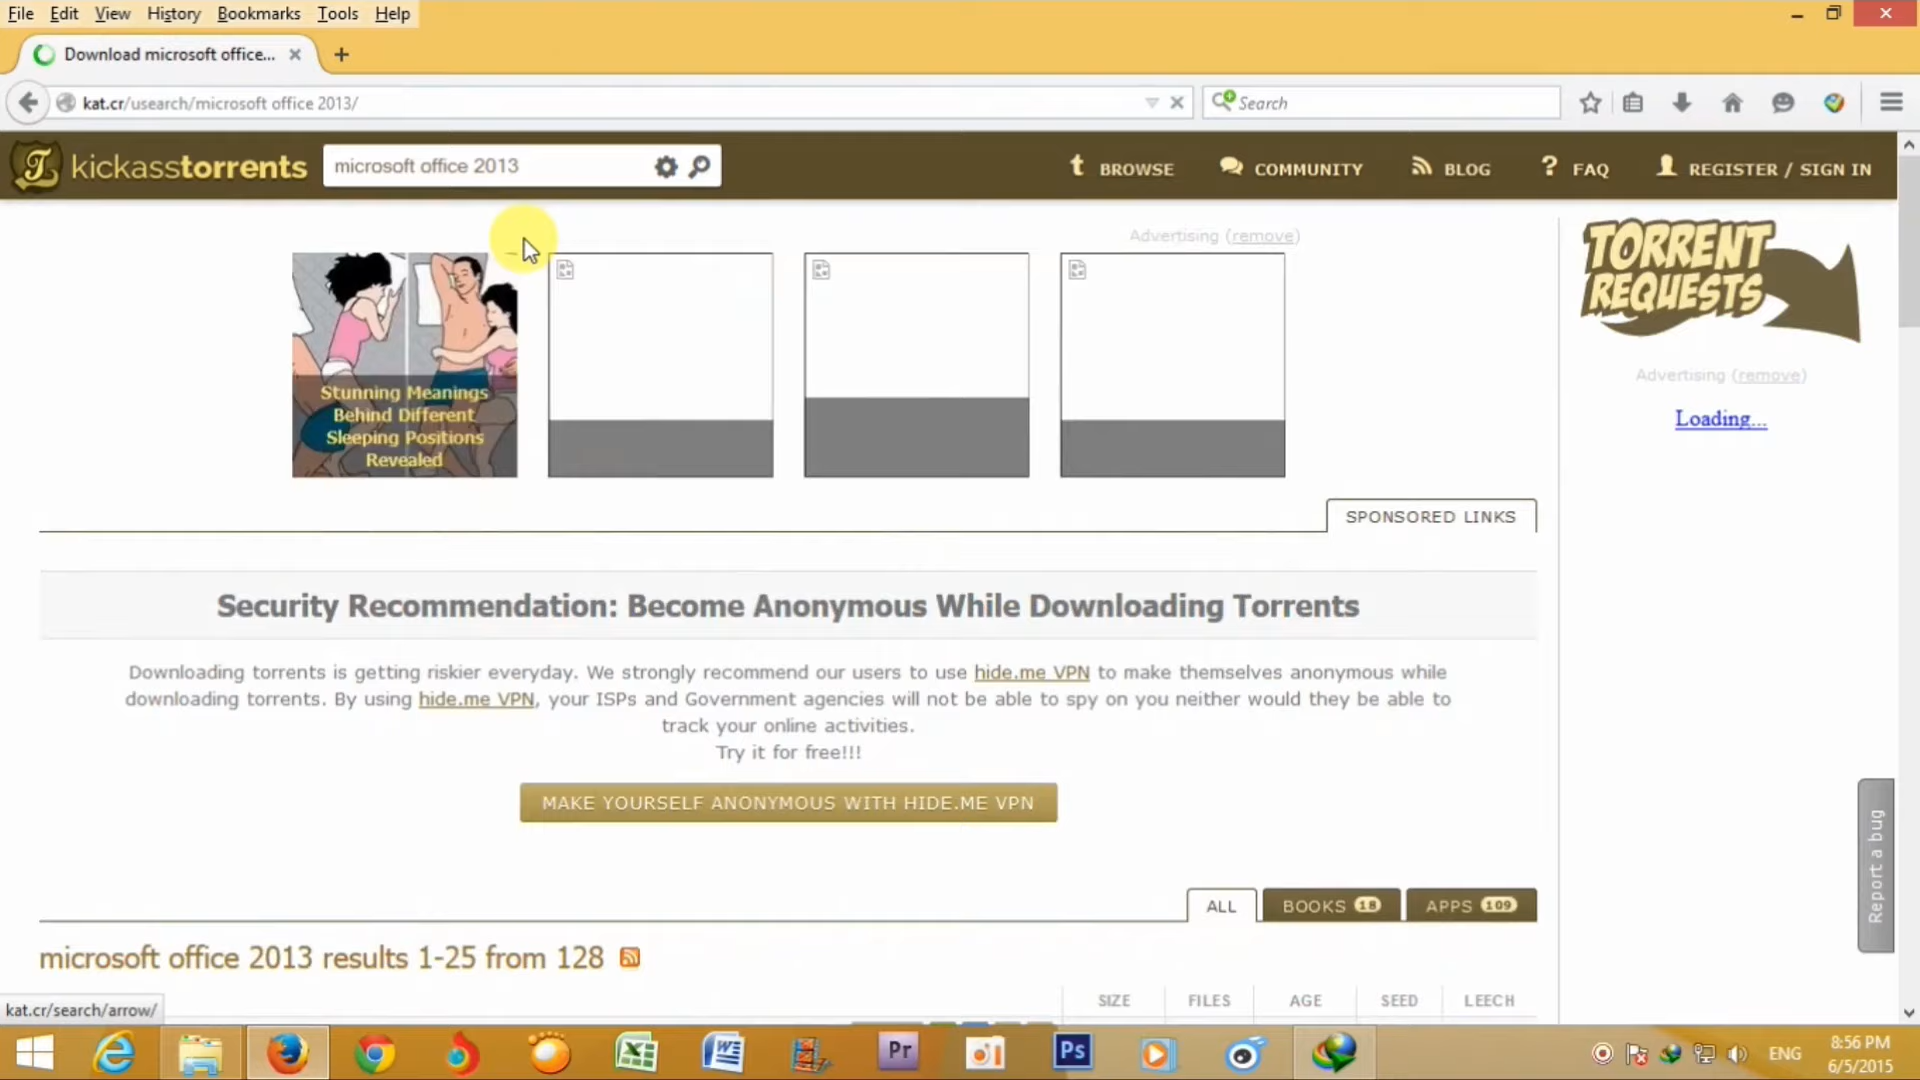 File Edit View History Bookmarks Tools Help
Download microsoft office...
kat.cr/usearch/microsoft office 2013/
Search
kickasstorrents
microsoft office 2013
BROWSE
COMMUNITY
BLOG
FAQ
REGISTER / SIGN IN
Advertising (remove)
TORRENT
REQUESTS
Advertising (remove)
Loading...
Stunning Meanings
Behind Different
Sleeping Positions
Revealed
SPONSORED LINKS
Security Recommendation: Become Anonymous While Downloading Torrents
Downloading torrents is getting riskier everyday. We strongly recommend our users to use hide.me VPN to make themselves anonymous while
downloading torrents. By using hide.me VPN, your ISPs and Government agencies will not be able to spy on you neither would they be able to
track your online activities.
Try it for free!!!
MAKE YOURSELF ANONYMOUS WITH HIDE.ME VPN
Report a bug
ALL BOOKS 18 APPS 109
microsoft office 2013 results 1-25 from 128
SIZE FILES AGE SEED LEECH
kat.cr/search/arrow/
Pr
Ps
ENG
8:56 PM
6/5/2015